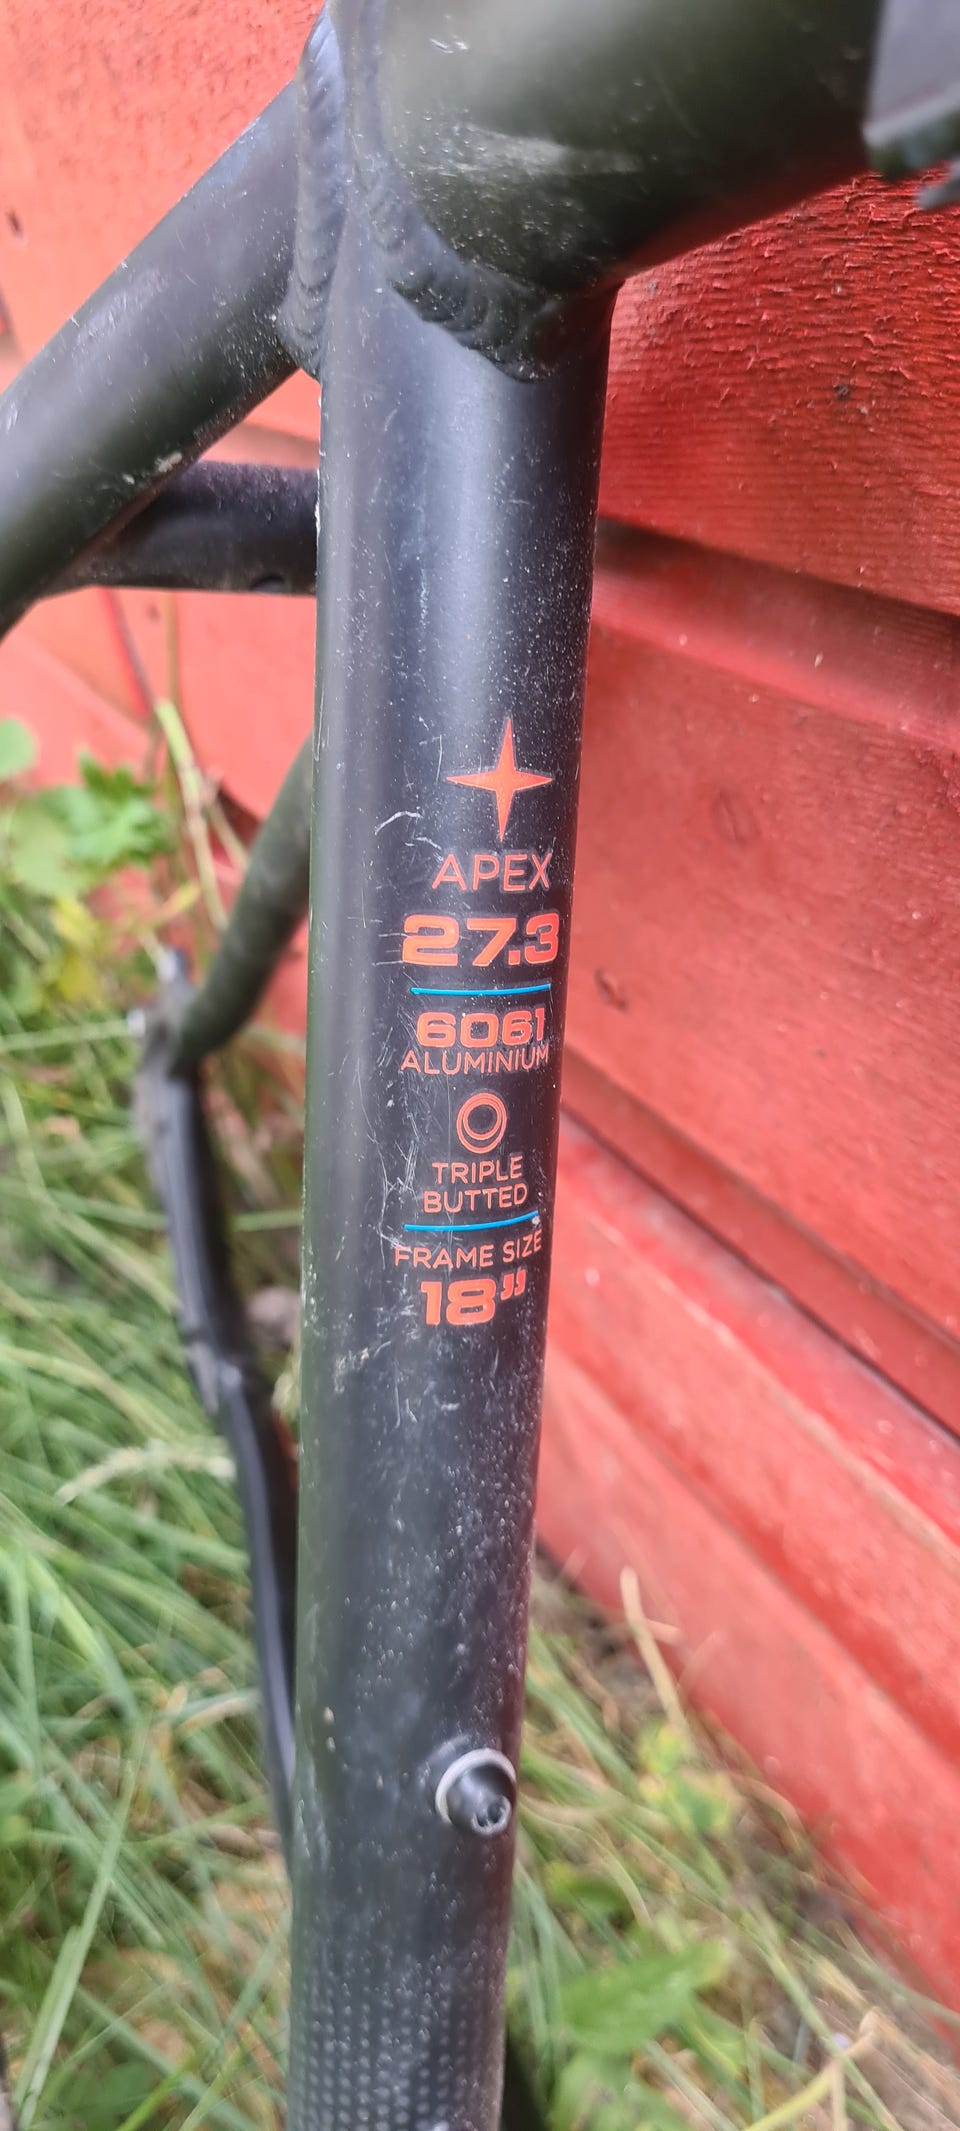 APEX
27.3
6061
ALUMINIUM
TRIPLE
BUTTED
FRAME SIZE
18"